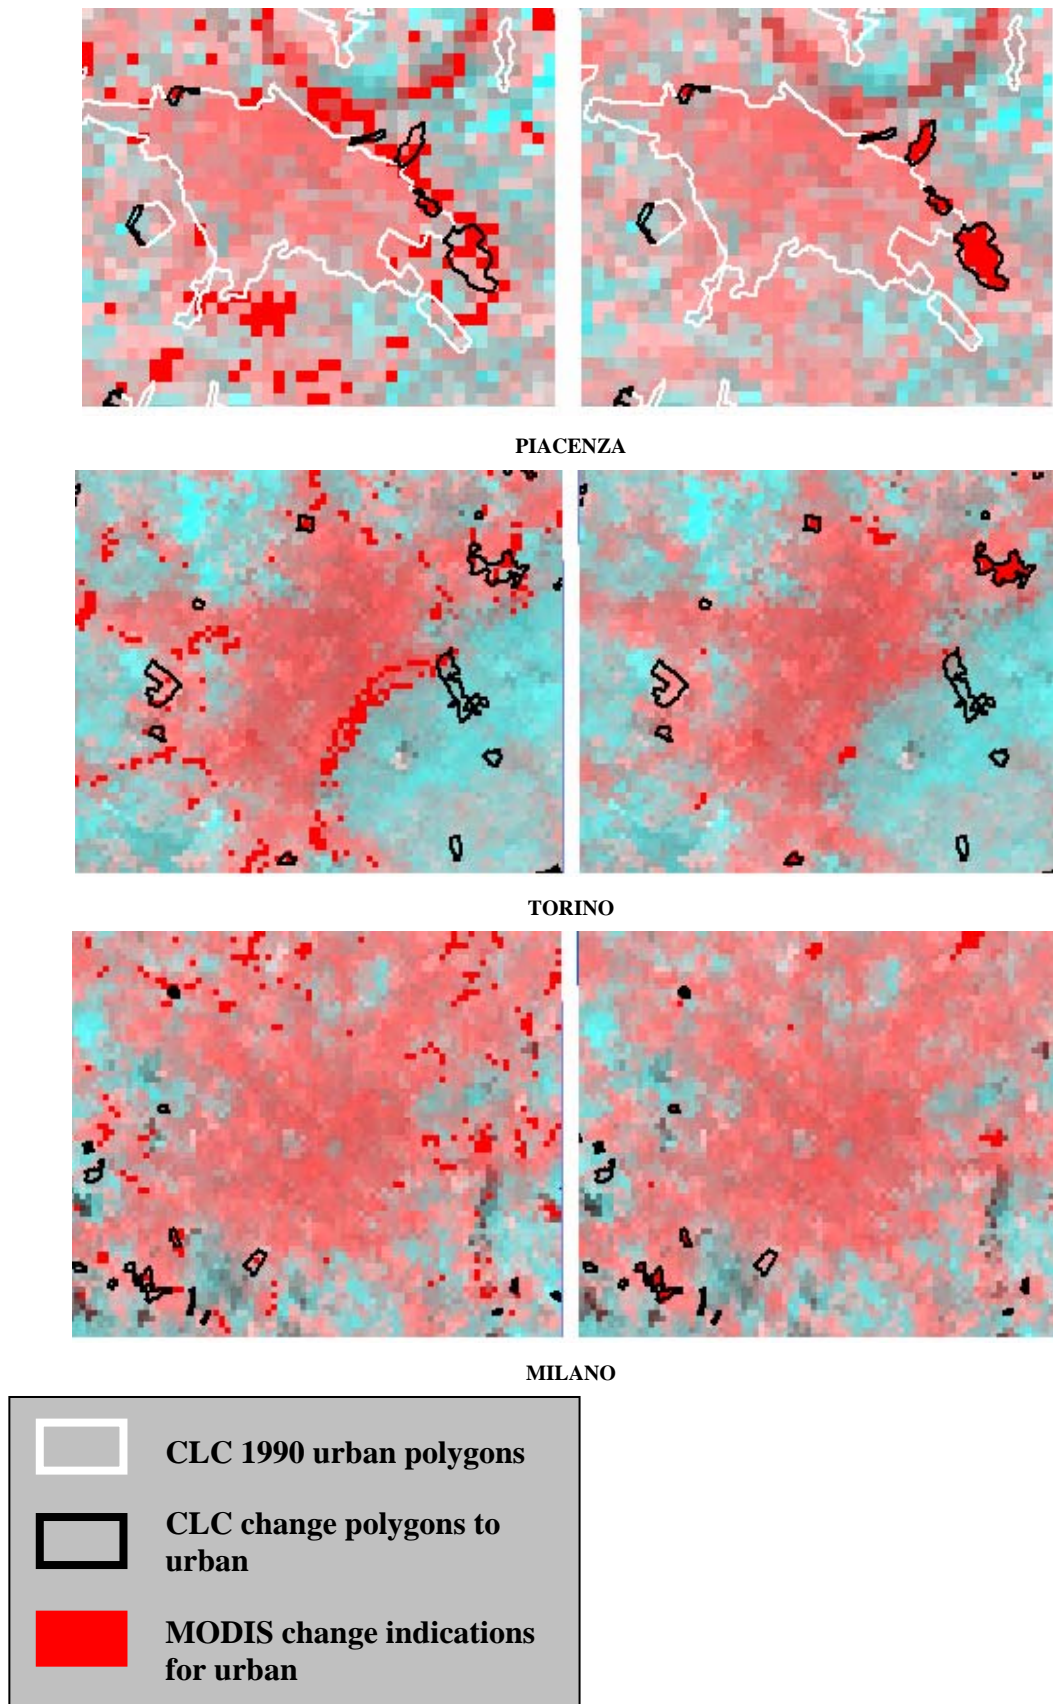 PIACENZA
TORINO
MILANO
CLC 1990 urban polygons
CLC change polygons to
urban
MODIS change indications
for urban